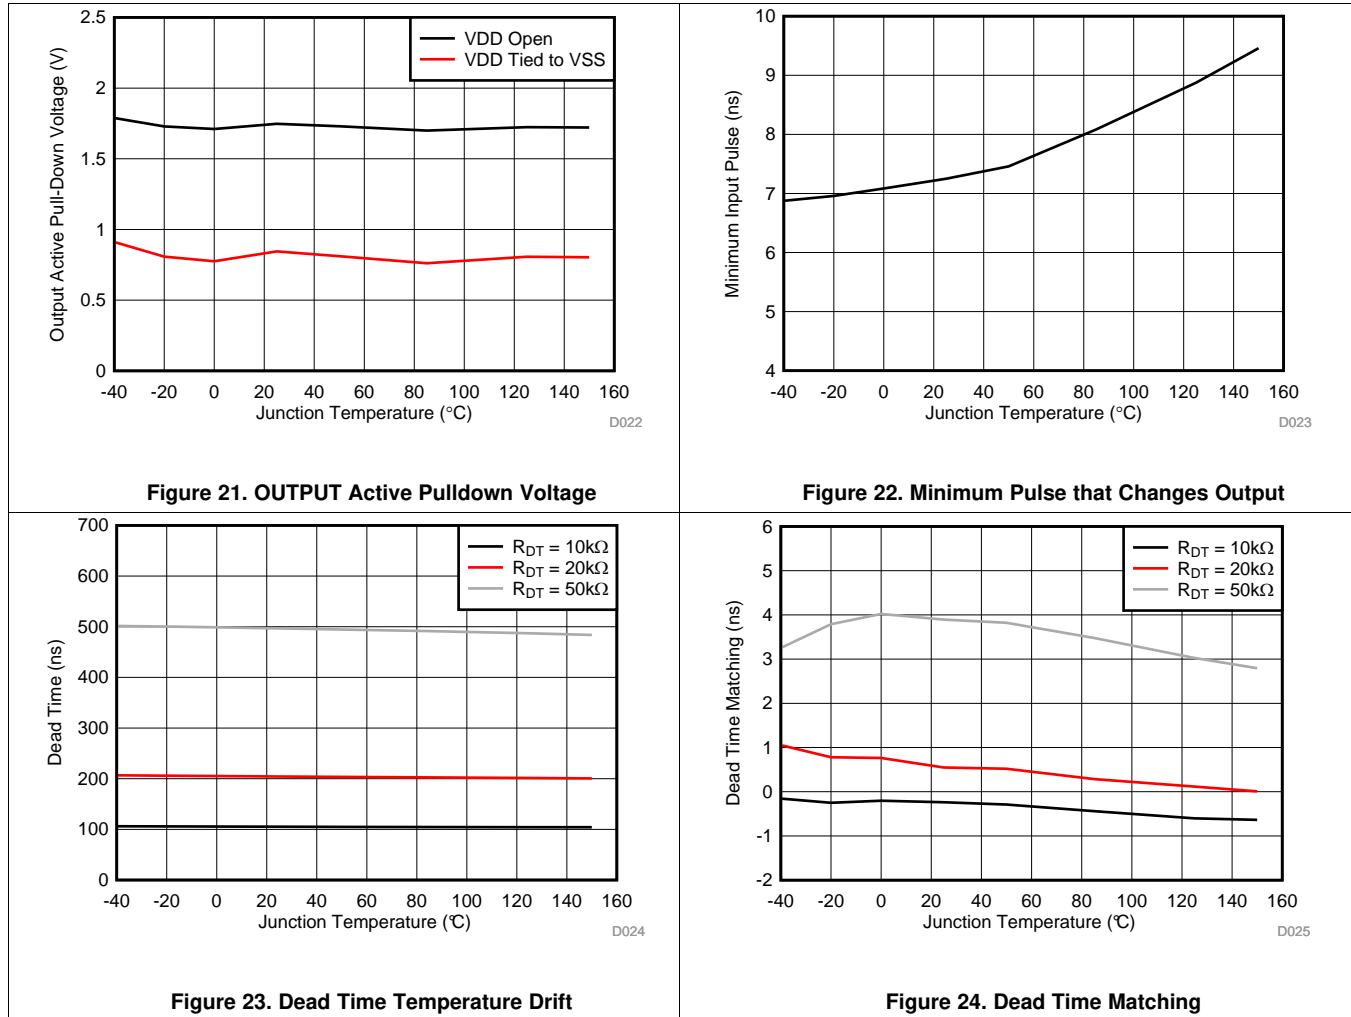 2.5
2
1.5
1
0.5
0
Output Active Pull-Down Voltage (V)
VDD Open
VDD Tied to VSS
-40 -20 0 20 40 60 80 100 120 140 160
Junction Temperature (°C)
D022
Figure 21. OUTPUT Active Pulldown Voltage
10
9
8
7
6
5
4
Minimum Input Pulse (ns)
-40 -20 0 20 40 60 80 100 120 140 160
Junction Temperature (°C)
D023
Figure 22. Minimum Pulse that Changes Output
700
600
500
400
300
200
100
0
Dead Time (ns)
RDT = 10kΩ
RDT = 20kΩ
RDT = 50kΩ
-40 -20 0 20 40 60 80 100 120 140 160
Junction Temperature (°C)
D024
Figure 23. Dead Time Temperature Drift
6
5
4
3
2
1
0
-1
-2
Dead Time Matching (ns)
RDT = 10kΩ
RDT = 20kΩ
RDT = 50kΩ
-40 -20 0 20 40 60 80 100 120 140 160
Junction Temperature (°C)
D025
Figure 24. Dead Time Matching